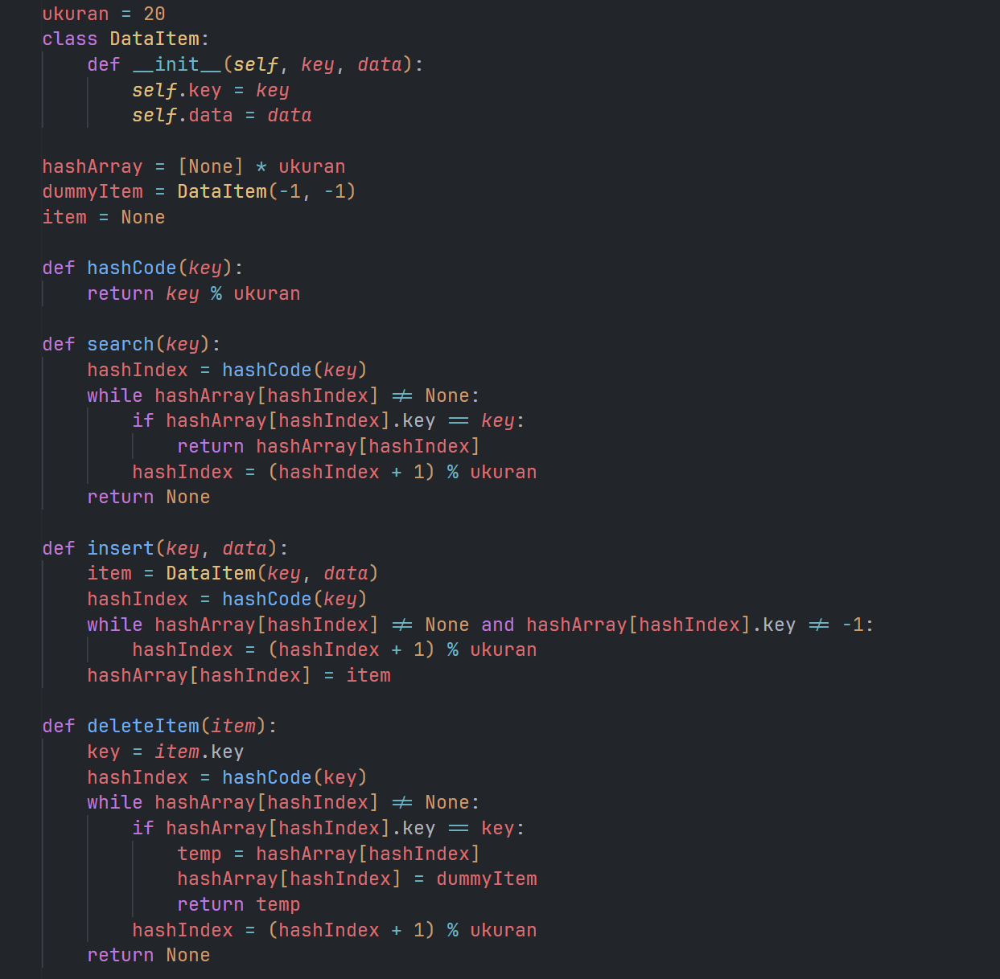 ukuran = 20
class DataItem:
    def __init__(self, key, data):
        self.key = key
        self.data = data

hashArray = [None] * ukuran
dummyItem = DataItem(-1, -1)
item = None

def hashCode(key):
    return key % ukuran

def search(key):
    hashIndex = hashCode(key)
    while hashArray[hashIndex] != None:
        if hashArray[hashIndex].key == key:
            return hashArray[hashIndex]
        hashIndex = (hashIndex + 1) % ukuran
    return None

def insert(key, data):
    item = DataItem(key, data)
    hashIndex = hashCode(key)
    while hashArray[hashIndex] != None and hashArray[hashIndex].key != -1:
        hashIndex = (hashIndex + 1) % ukuran
    hashArray[hashIndex] = item

def deleteItem(item):
    key = item.key
    hashIndex = hashCode(key)
    while hashArray[hashIndex] != None:
        if hashArray[hashIndex].key == key:
            temp = hashArray[hashIndex]
            hashArray[hashIndex] = dummyItem
            return temp
        hashIndex = (hashIndex + 1) % ukuran
    return None